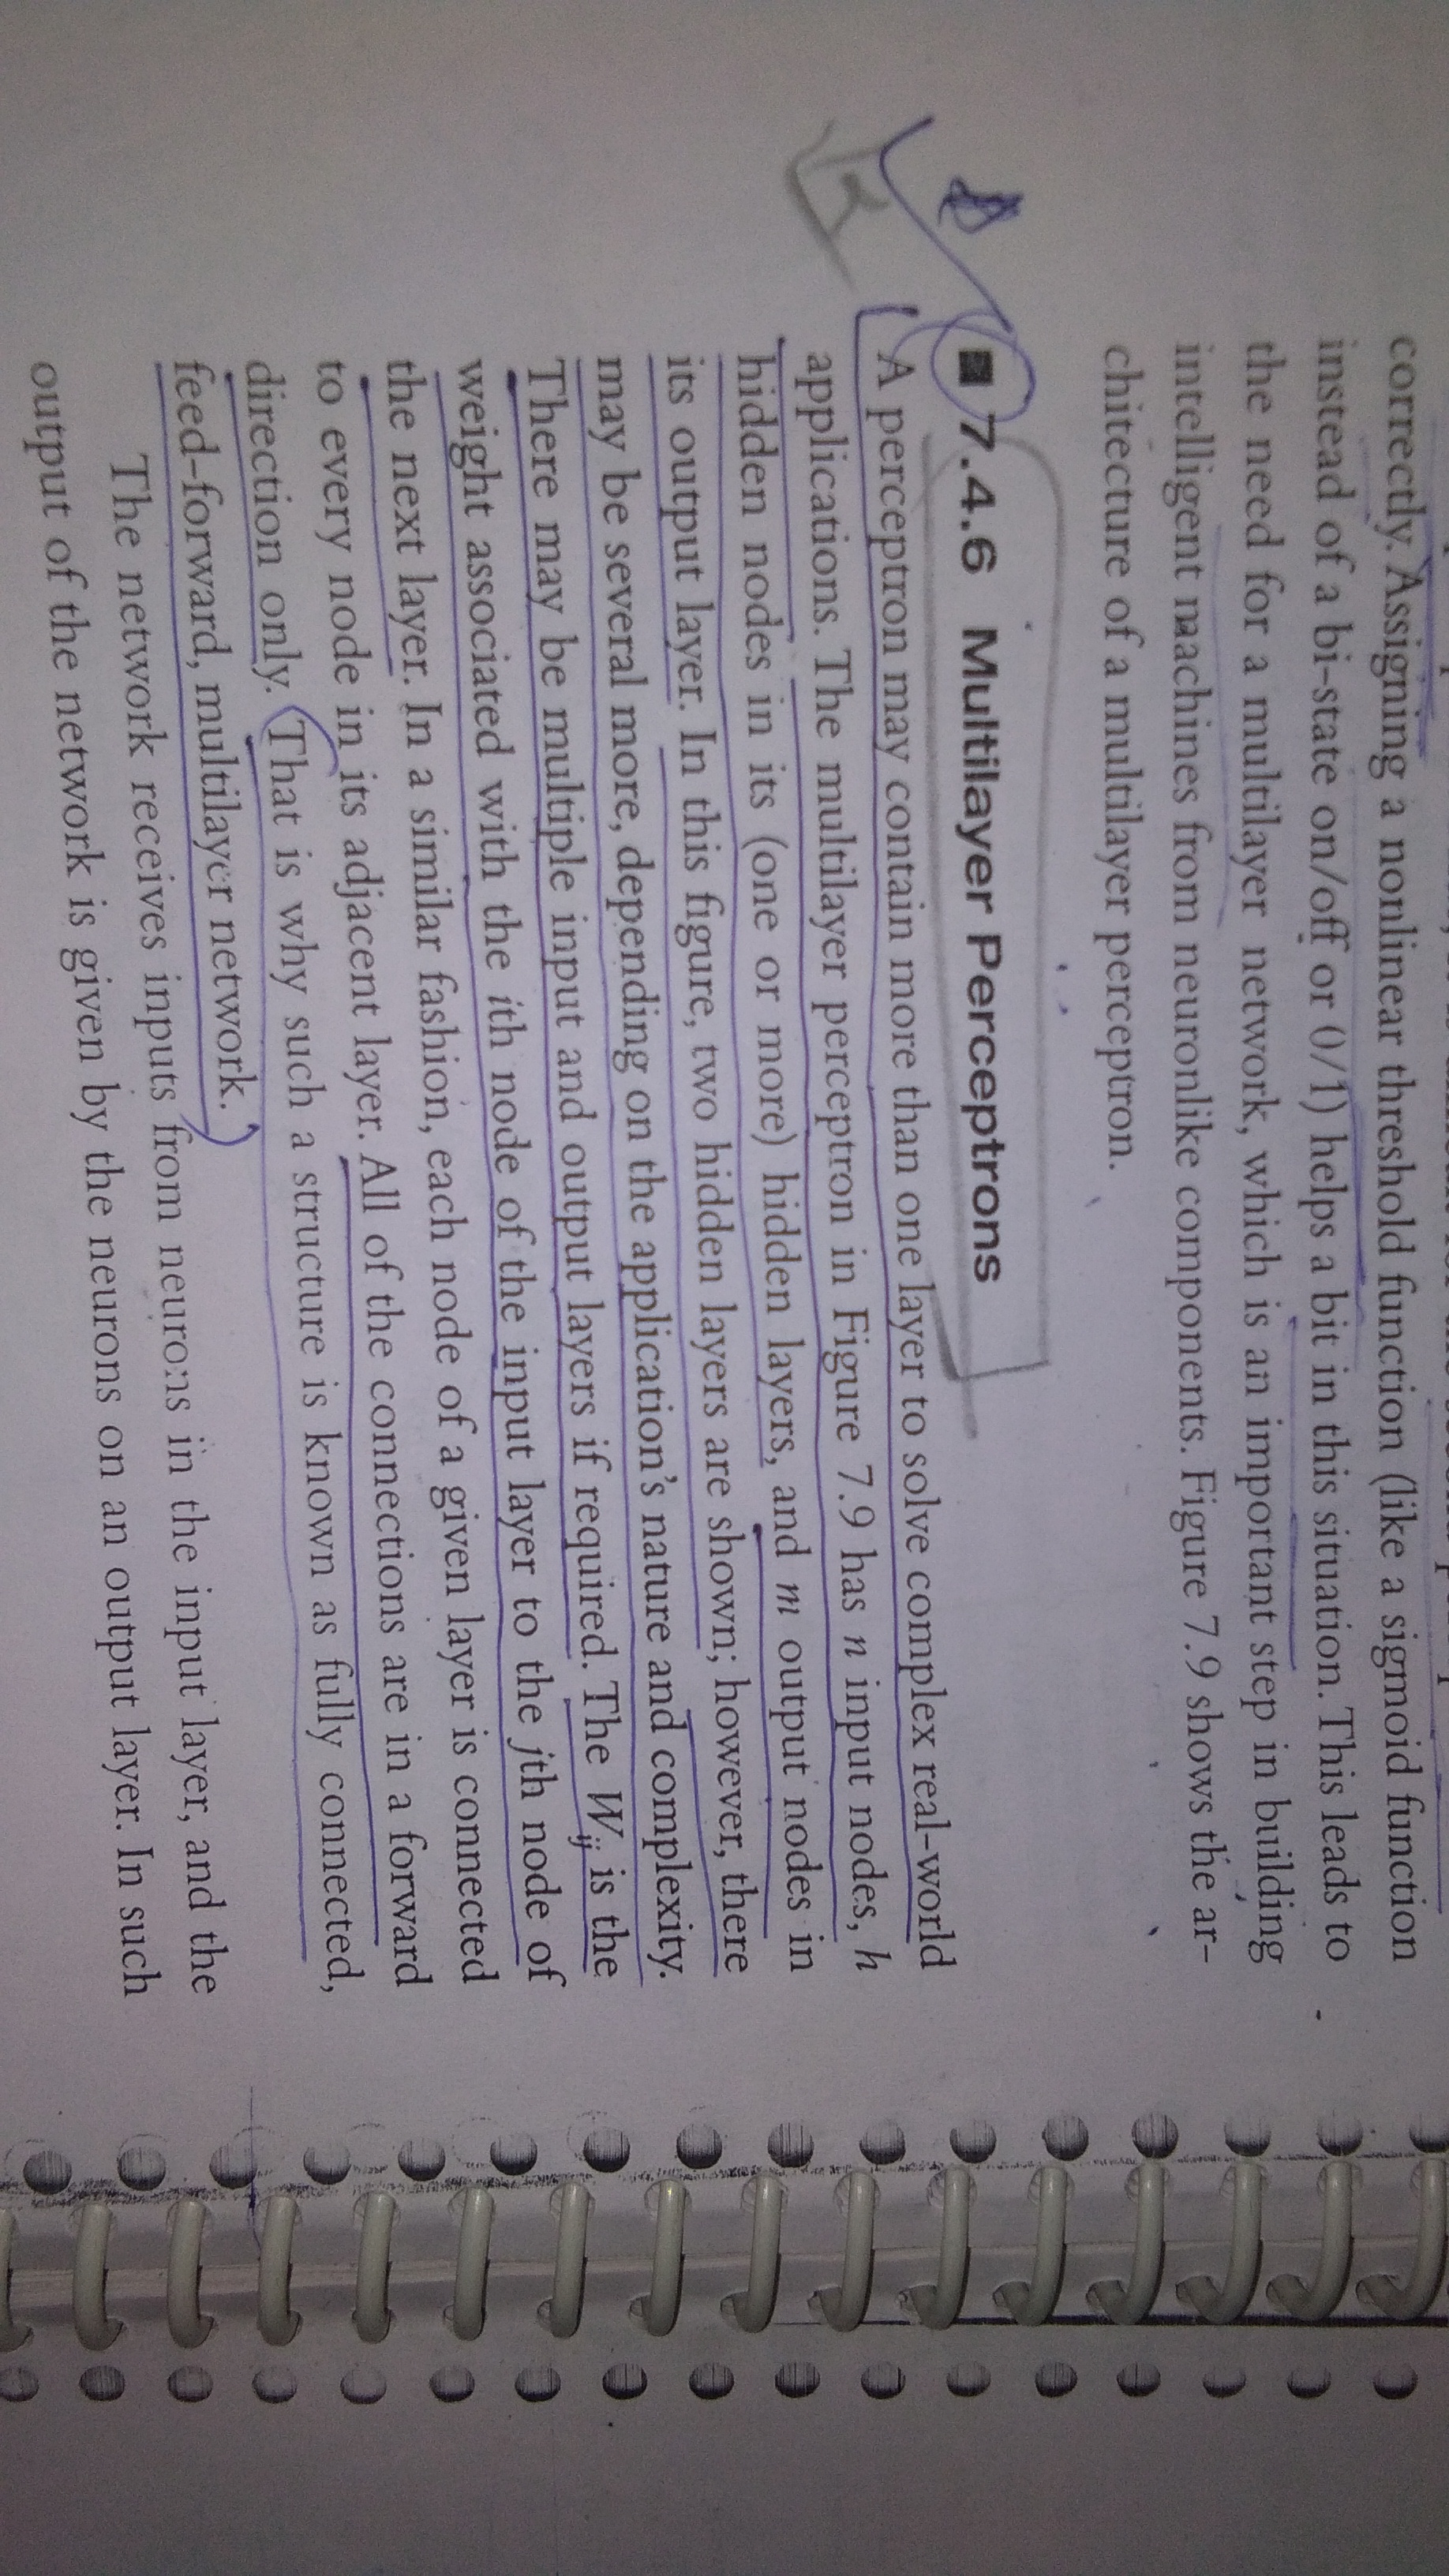 correctly. Assigning a nonlinear threshold function (like a sigmoid function
instead of a bi-state on/off or 0/1) helps a bit in this situation. This leads to
the need for a multilayer network, which is an important step in building
intelligent machines from neuronlike components. Figure 7.9 shows the ar-
chitecture of a multilayer perceptron.
■ 7.4.6 Multilayer Perceptrons
A perceptron may contain more than one layer to solve complex real-world
applications. The multilayer perceptron in Figure 7.9 has n input nodes, h
hidden nodes in its (one or more) hidden layers, and m output nodes in
its output layer. In this figure, two hidden layers are shown; however, there
may be several more, depending on the application's nature and complexity.
There may be multiple input and output layers if required. The Wij is the
weight associated with the ith node of the input layer to the jth node of
the next layer. In a similar fashion, each node of a given layer is connected
to every node in its adjacent layer. All of the connections are in a forward
direction only. That is why such a structure is known as fully connected,
feed-forward, multilayer network.
The network receives inputs from neurons in the input layer, and the
output of the network is given by the neurons on an output layer. In such